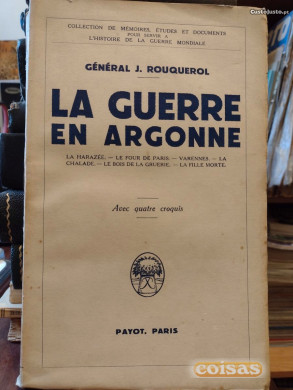 COLLECTION DE MÉMOIRES, ÉTUDES ET DOCUMENTS
POUR SERVIR A
L'HISTOIRE DE LA GUERRE MONDIALE
GÉNÉRAL J. ROUQUEROL
LA GUERRE
EN ARGONNE
LA HARAZÉE. — LE FOUR DE PARIS. — VARENNES. — LA
CHALADE. — LE BOIS DE LA GRURIE. — LA FILLE MORTE.
Avec quatre croquis
PAYOT, PARIS
coisas